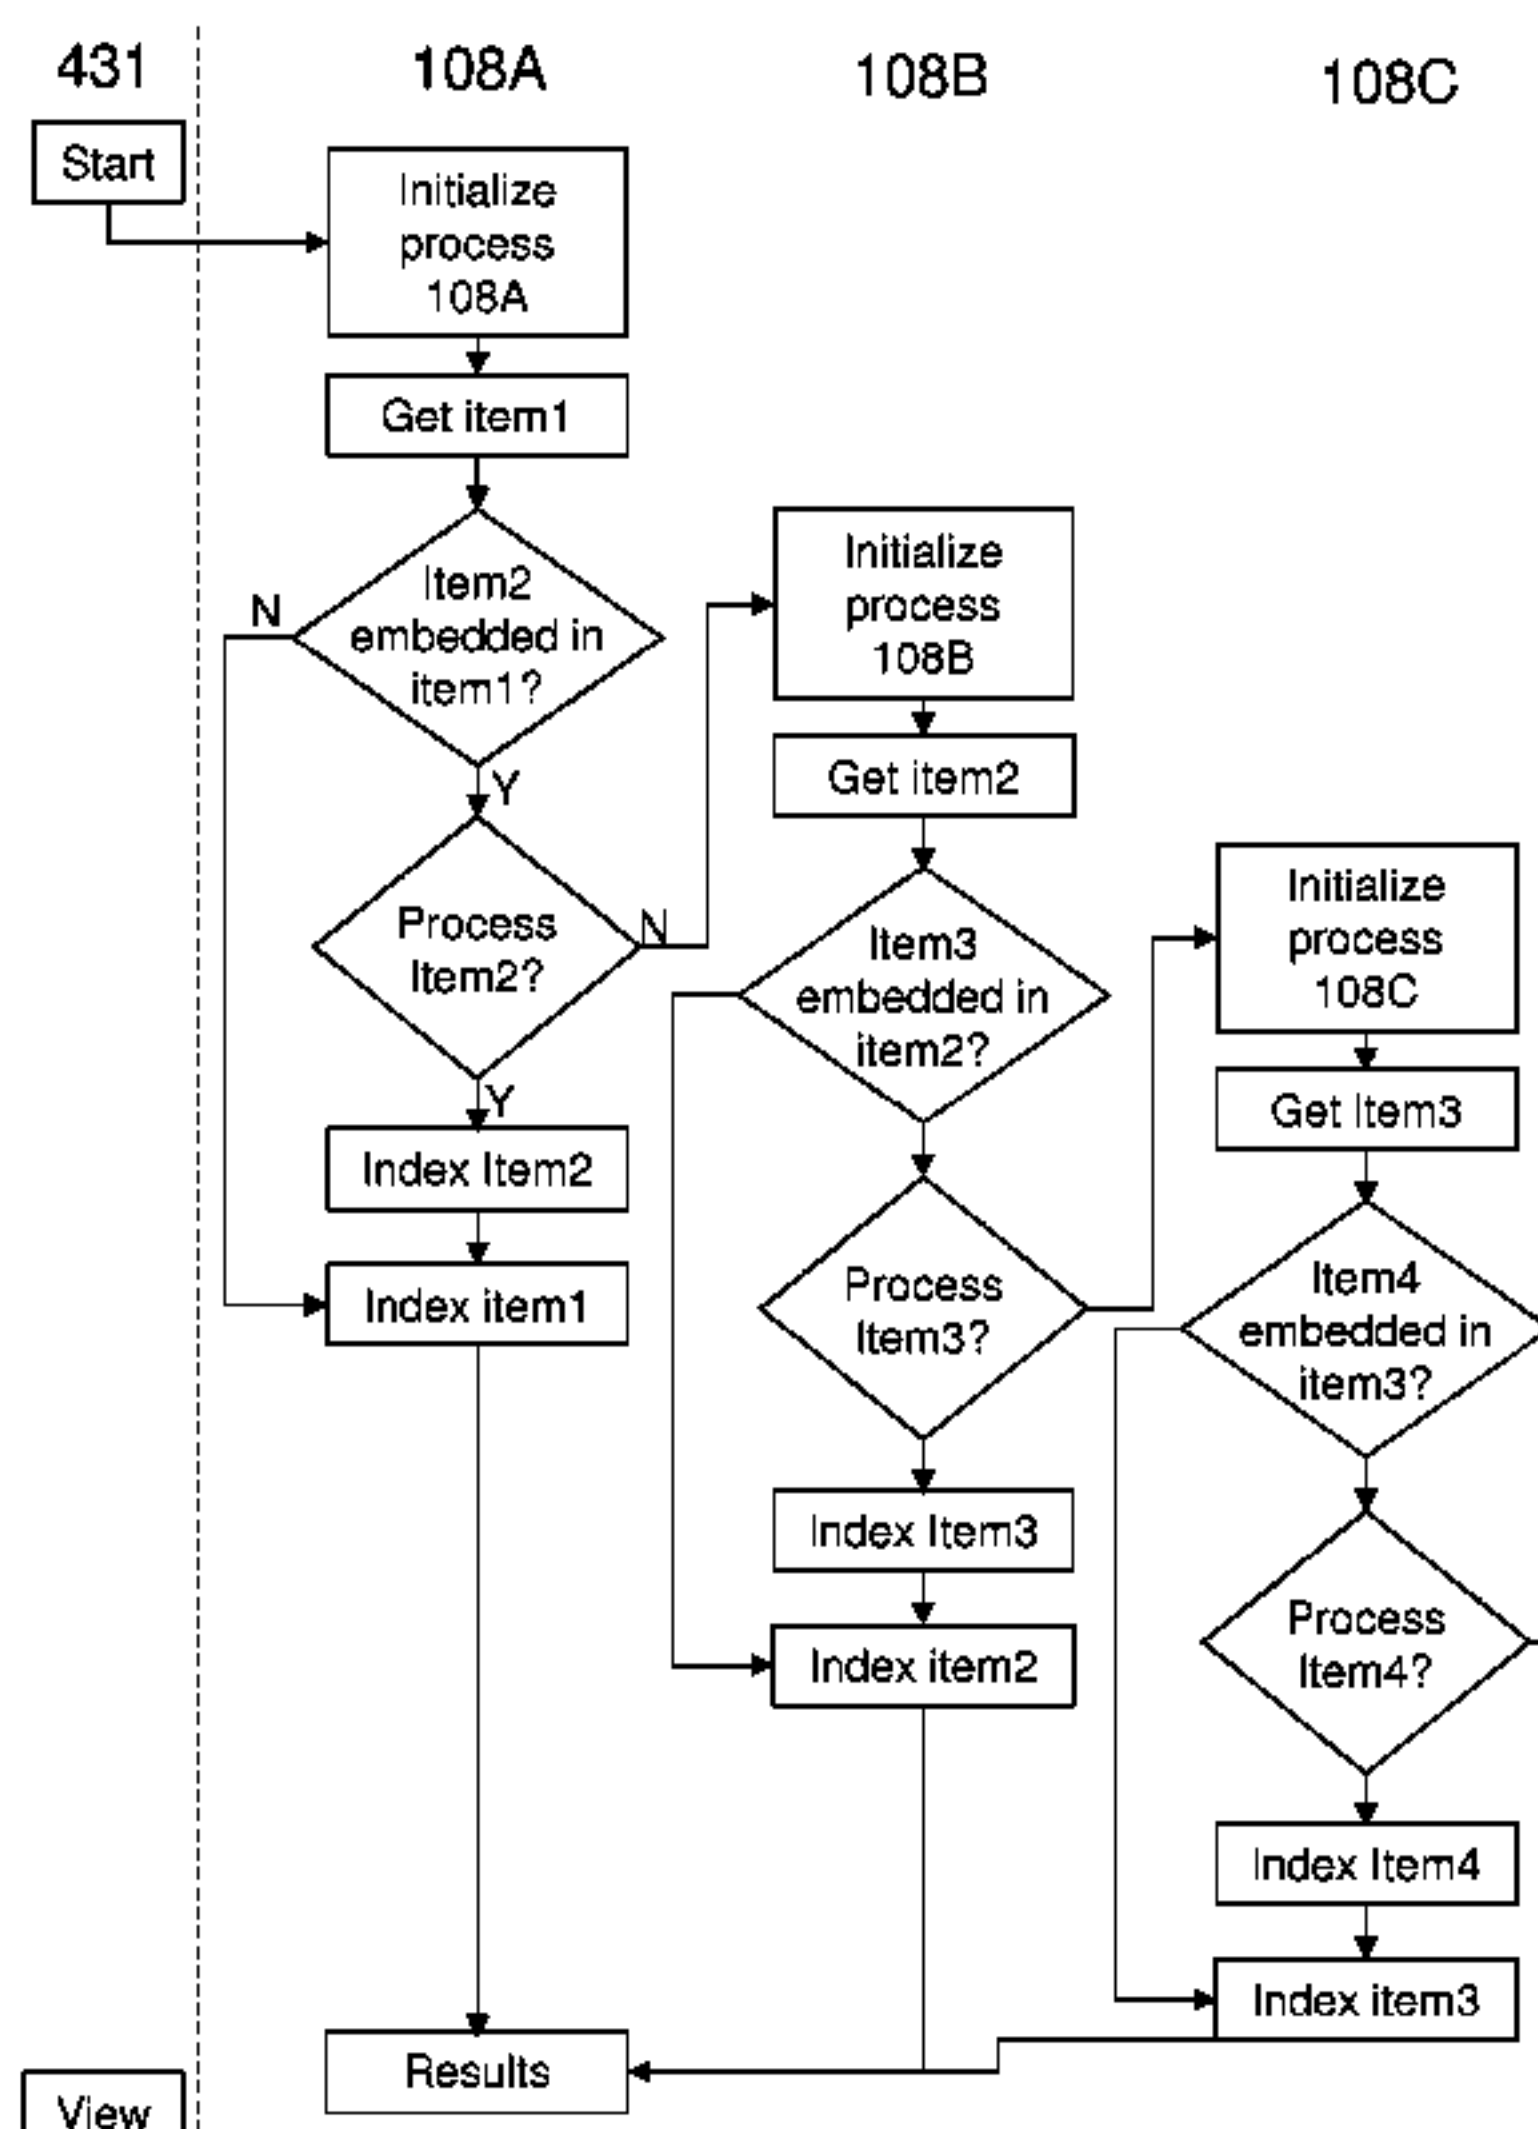 431
108A
108B
108C
Start
Initialize
process
108A
Get item1
Item2
embedded in
item1?
N
Y
Process
Item2?
N
Y
Index Item2
Index item1
Initialize
process
108B
Get item2
Item3
embedded in
item2?
Process
Item3?
Index Item3
Index item2
Initialize
process
108C
Get Item3
Item4
embedded in
item3?
Process
Item4?
Index Item4
Index item3
Results
View